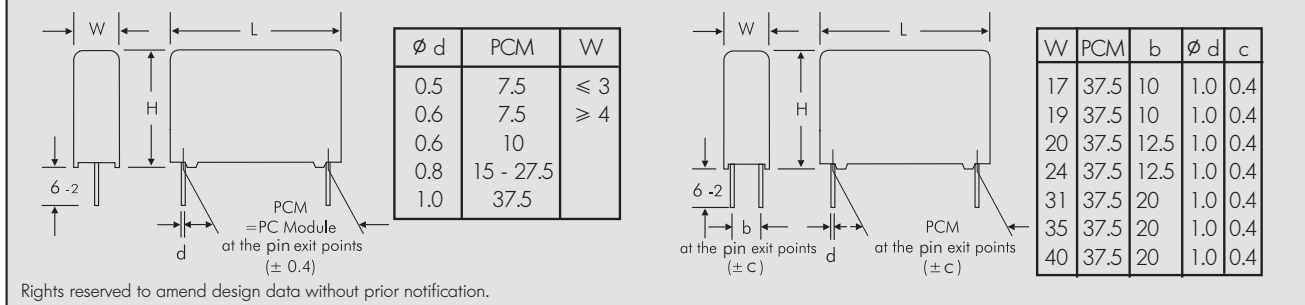 W
L
H
6 -2
PCM
=PC Module
at the pin exit points
(± 0.4)
d
Ø d PCM W
0.5 7.5 ≤ 3
0.6 7.5 ≥ 4
0.6 10
0.8 15 - 27.5
1.0 37.5
W
L
H
6 -2
b
at the pin exit points
(± c)
d
PCM
at the pin exit points
(± c)
W PCM b Ø d c
17 37.5 10 1.0 0.4
19 37.5 10 1.0 0.4
20 37.5 12.5 1.0 0.4
24 37.5 12.5 1.0 0.4
31 37.5 20 1.0 0.4
35 37.5 20 1.0 0.4
40 37.5 20 1.0 0.4
Rights reserved to amend design data without prior notification.